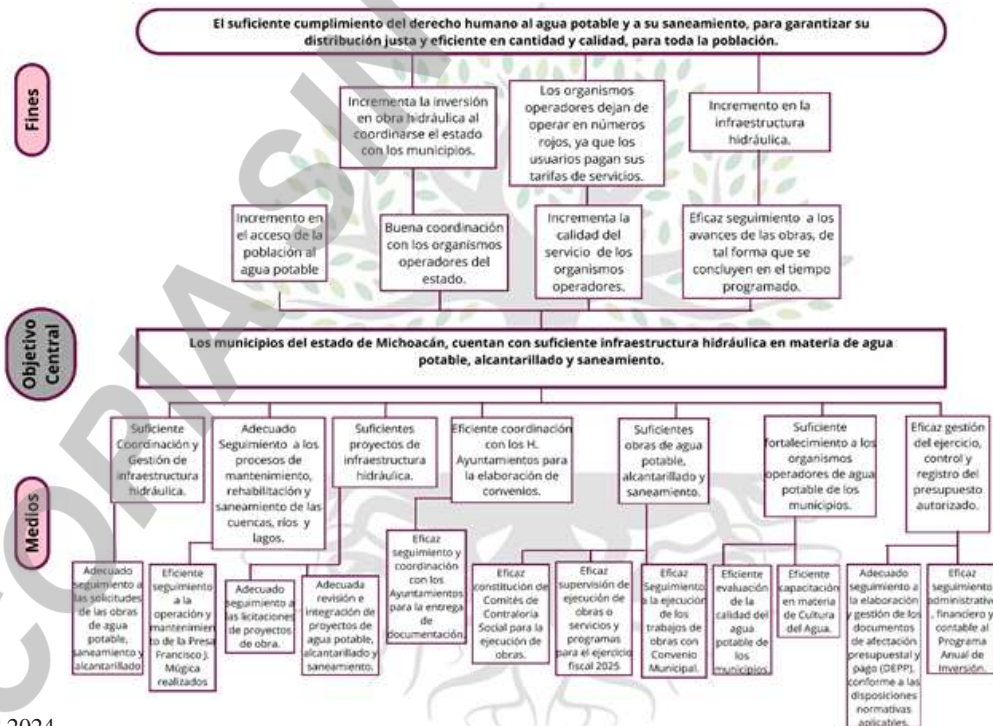 El suficiente cumplimiento del derecho humano al agua potable y a su saneamiento, para garantizar su
distribución justa y eficiente en cantidad y calidad, para toda la población.
Fines
Incrementa la inversión
en obra hidráulica al
coordinarse el estado
con los municipios.
Los organismos
operadores dejan de
operar en números
rojos, ya que los
usuarios pagan sus
tarifas de servicios.
Incremento en la
infraestructura
hidráulica.
Incremento en
el acceso de la
población al
agua potable
Buena coordinación
con los organismos
operadores del
estado.
Incrementa la
calidad del
servicio de los
organismos
operadores.
Eficaz seguimiento a los
avances de las obras, de
tal forma que se
concluyen en el tiempo
programado.
Objetivo
Central
Los municipios del estado de Michoacán, cuentan con suficiente infraestructura hidráulica en materia de agua
potable, alcantarillado y saneamiento.
Medios
Suficiente
Coordinación y
Gestión de
infraestructura
hidráulica.
Adecuado
Seguimiento a los
procesos de
mantenimiento,
rehabilitación y
saneamiento de las
cuencas, ríos y
lagos.
Suficientes
proyectos de
infraestructura
hidráulica.
Eficiente coordinación
con los H.
Ayuntamientos para
la elaboración de
convenios.
Suficientes
obras de agua
potable,
alcantarillado y
saneamiento.
Suficiente
fortalecimiento a los
organismos
operadores de agua
potable de los
municipios.
Eficaz gestión
del ejercicio,
control y
registro del
presupuesto
autorizado.
Adecuado
seguimiento a
las solicitudes
de las obras
de agua
potable,
saneamiento y
alcantarillado
Eficiente
seguimiento
a la
operación y
mantenimien
to de la Presa
Francisco J.
Múgica
realizados
Adecuado
seguimiento a
las licitaciones
de proyectos
de obra.
Adecuada
revisión e
integración de
proyectos de
agua potable,
alcantarillado y
saneamiento.
Eficaz
seguimiento y
coordinación
con los
Ayuntamientos
para la entrega
de
documentación.
Eficaz
constitución de
Comités de
Contraloría
Social para la
ejecución de
obras.
Eficaz
supervisión de
ejecución de
obras o
servicios y
programas
para el ejercicio
fiscal 2025
Eficaz
Seguimiento
a la ejecución
de los
trabajos de
obras con
Convenio
Municipal.
Eficiente
evaluación
de la
calidad del
agua
potable de
los
municipios.
Eficiente
capacitación
en materia
de Cultura
del Agua.
Adecuado
seguimiento a
la elaboración
y gestión de los
documentos
de afectación
presupuestal y
pago (DEPP),
conforme a las
disposiciones
normativas
aplicables.
Eficaz
seguimiento
administrativo
, financiero y
contable al
Programa
Anual de
Inversión.
2024